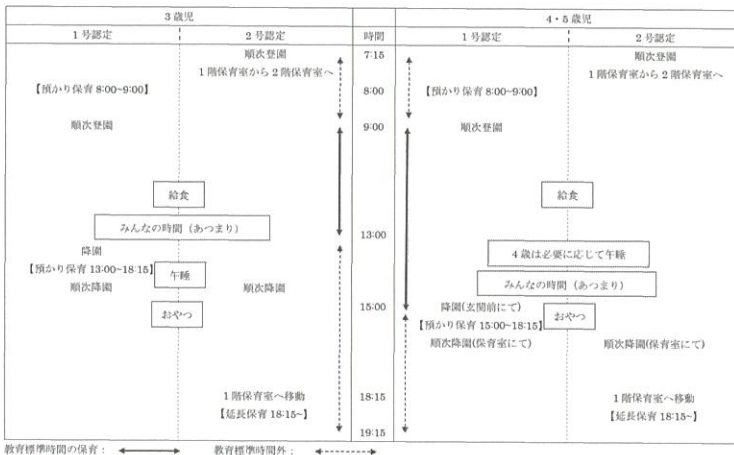 ３歳児
４・５歳児
１号認定
２号認定
時間
１号認定
２号認定
順次登園
7:15
順次登園
１階保育室から２階保育室へ
１階保育室から２階保育室へ
【預かり保育 8:00~9:00】
8:00
【預かり保育 8:00~9:00】
順次登園
9:00
順次登園
給食
給食
みんなの時間（あつまり）
13:00
降園
４歳は必要に応じて午睡
【預かり保育 13:00~18:15】
午睡
順次降園
順次降園
みんなの時間（あつまり）
15:00
おやつ
降園(玄関前にて)
おやつ
【預かり保育 15:00~18:15】
順次降園(保育室にて)
順次降園(保育室にて)
１階保育室へ移動
18:15
１階保育室へ移動
【延長保育 18:15~】
【延長保育 18:15~】
19:15
教育標準時間の保育：
教育標準時間外：